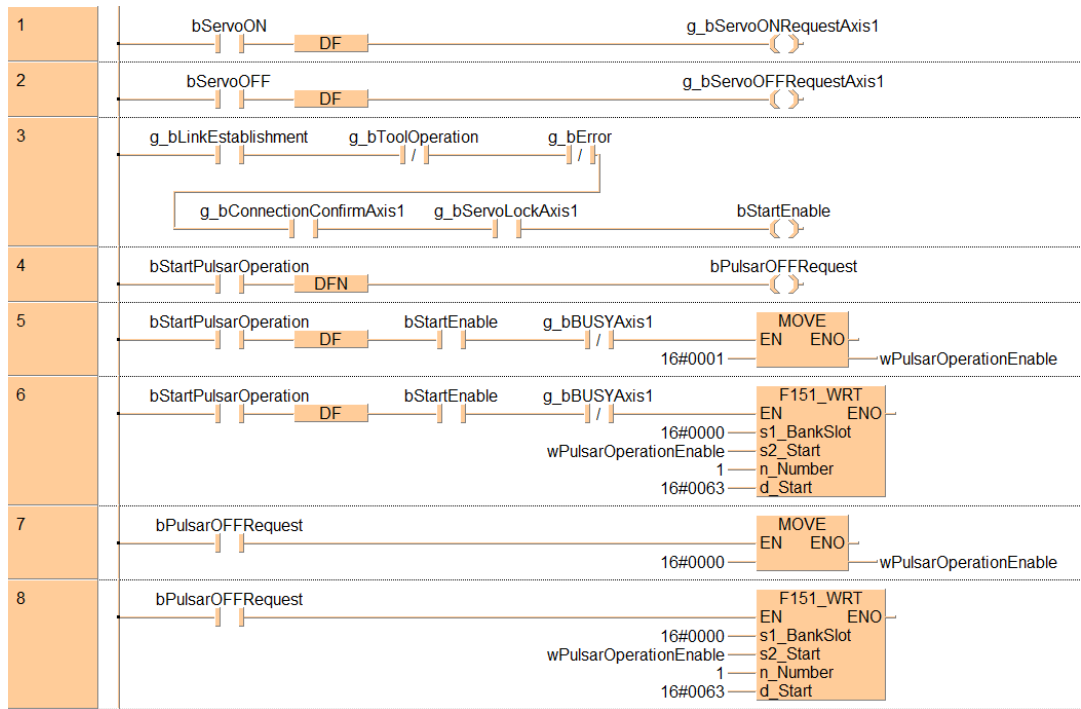 1
bServoON
DF
g_bServoONRequestAxis1
2
bServoOFF
DF
g_bServoOFFRequestAxis1
3
g_bLinkEstablishment g_bToolOperation g_bError
/ /
g_bConnectionConfirmAxis1 g_bServoLockAxis1 bStartEnable
4
bStartPulsarOperation bPulsarOFFRequest
DFN
5
bStartPulsarOperation bStartEnable g_bBUSYAxis1 MOVE
DF / EN ENO
16#0001 wPulsarOperationEnable
6
bStartPulsarOperation bStartEnable g_bBUSYAxis1 F151_WRT
DF / EN ENO
16#0000 s1_BankSlot
wPulsarOperationEnable s2_Start
1 n_Number
16#0063 d_Start
7
bPulsarOFFRequest MOVE
EN ENO
16#0000 wPulsarOperationEnable
8
bPulsarOFFRequest F151_WRT
EN ENO
16#0000 s1_BankSlot
wPulsarOperationEnable s2_Start
1 n_Number
16#0063 d_Start